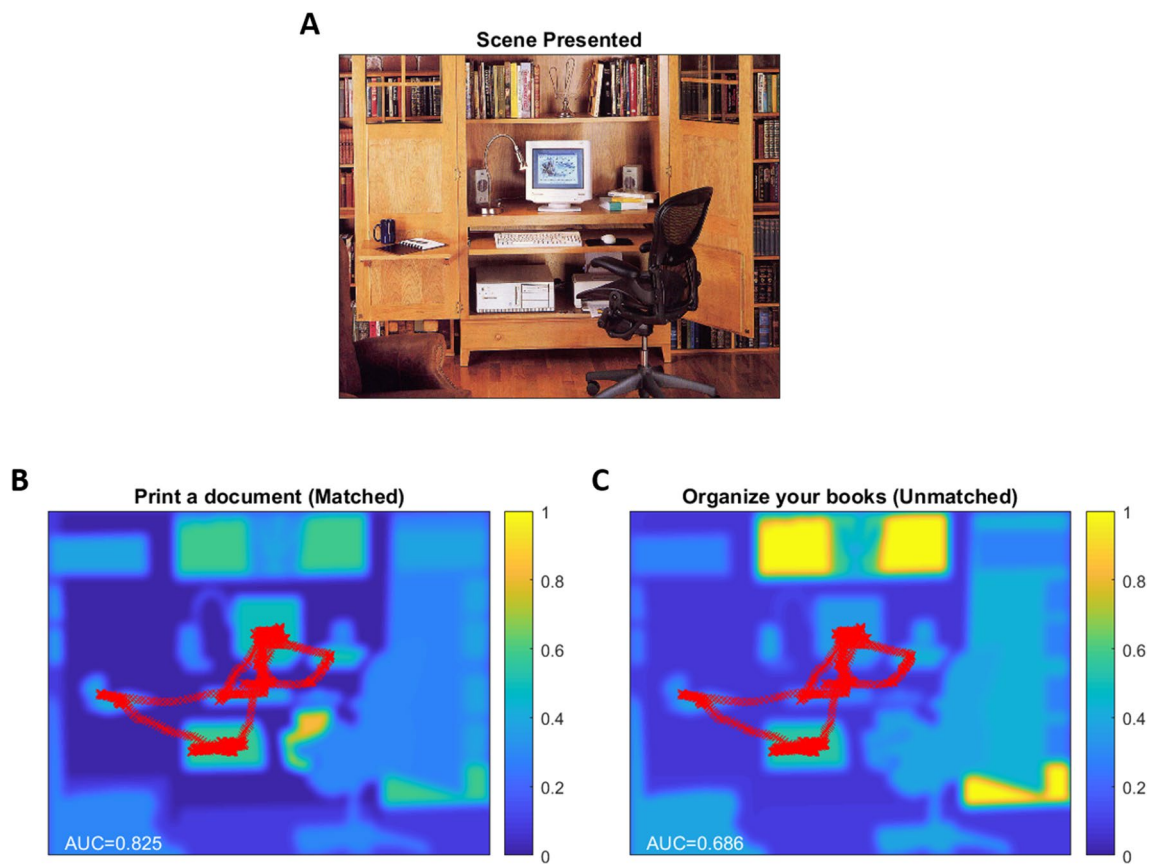 A
Scene Presented
B
Print a document (Matched)
1
0.8
0.6
0.4
0.2
0
AUC=0.825
C
Organize your books (Unmatched)
1
0.8
0.6
0.4
0.2
0
AUC=0.686